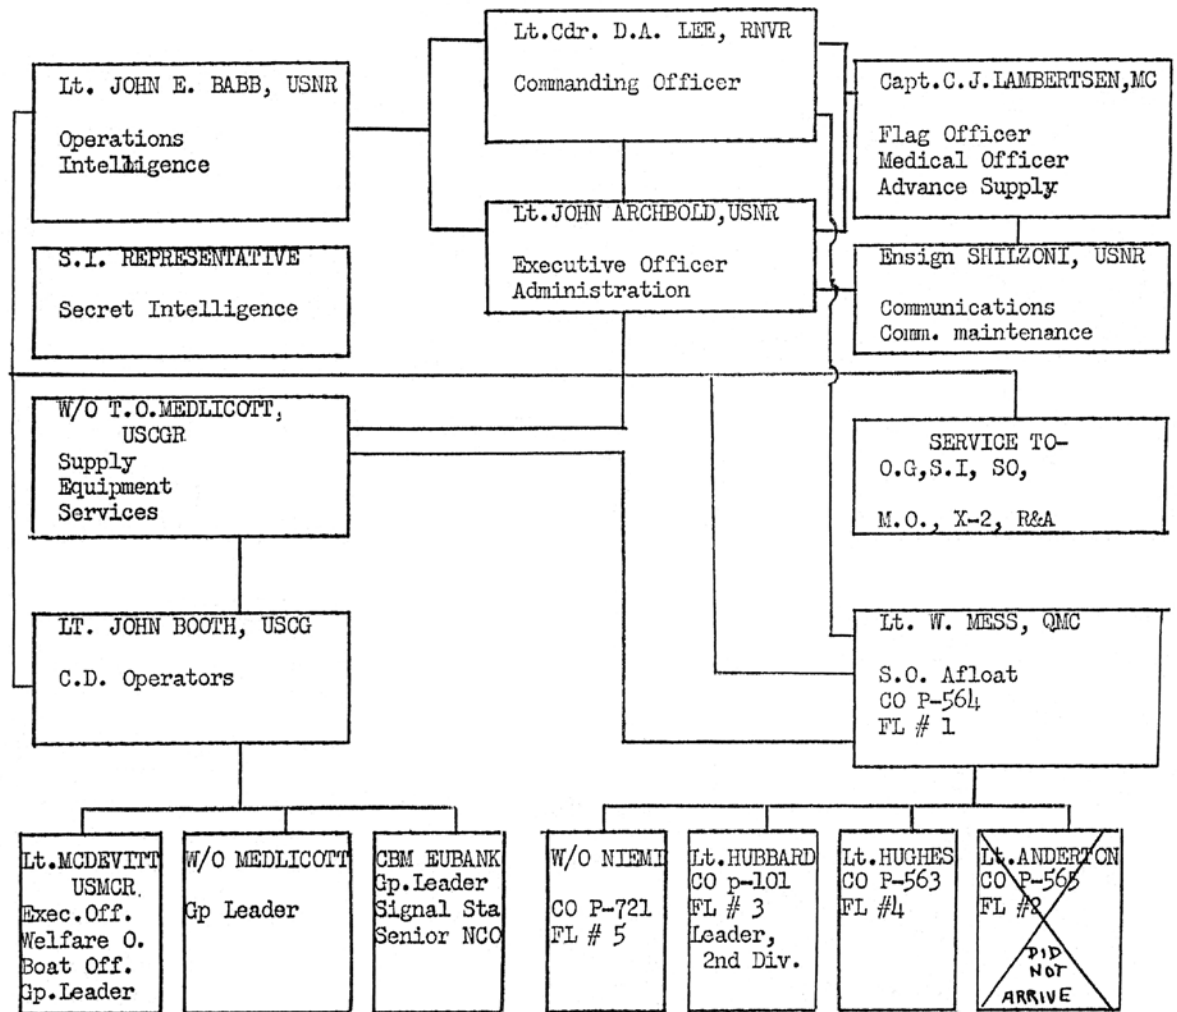 Lt.Cdr. D.A. LEE, RNVR
Commanding Officer
Lt. JOHN E. BABB, USNR
Operations
Intelligence
Capt.C.J.LAMBERTSEN,MC
Flag Officer
Medical Officer
Advance Supply
Lt.JOHN ARCHBOLD,USNR
Executive Officer
Administration
S.I. REPRESENTATIVE
Secret Intelligence
Ensign SHILZONI, USNR
Communications
Comm. maintenance
W/O T.O.MEDLICOTT,
USCGR
Supply
Equipment
Services
SERVICE TO-
O.G,S.I, SO,
M.O., X-2, R&A
LT. JOHN BOOTH, USCG
C.D. Operators
Lt. W. MESS, QMC
S.O. Afloat
CO P-564
FL # 1
Lt.MCDEVITT
USMCR.
Exec.Off.
Welfare O.
Boat Off.
Gp.Leader
W/O MEDLICOTT
Gp Leader
CBM EUBANK
Gp.Leader
Signal Sta
Senior NCO
W/O NIEMI
CO P-721
FL # 5
Lt.HUBBARD
CO p-101
FL # 3
Leader,
2nd Div.
Lt.HUGHES
CO P-563
FL #4
Lt.ANDERTON
CO P-565
FL #2
DID
NOT
ARRIVE